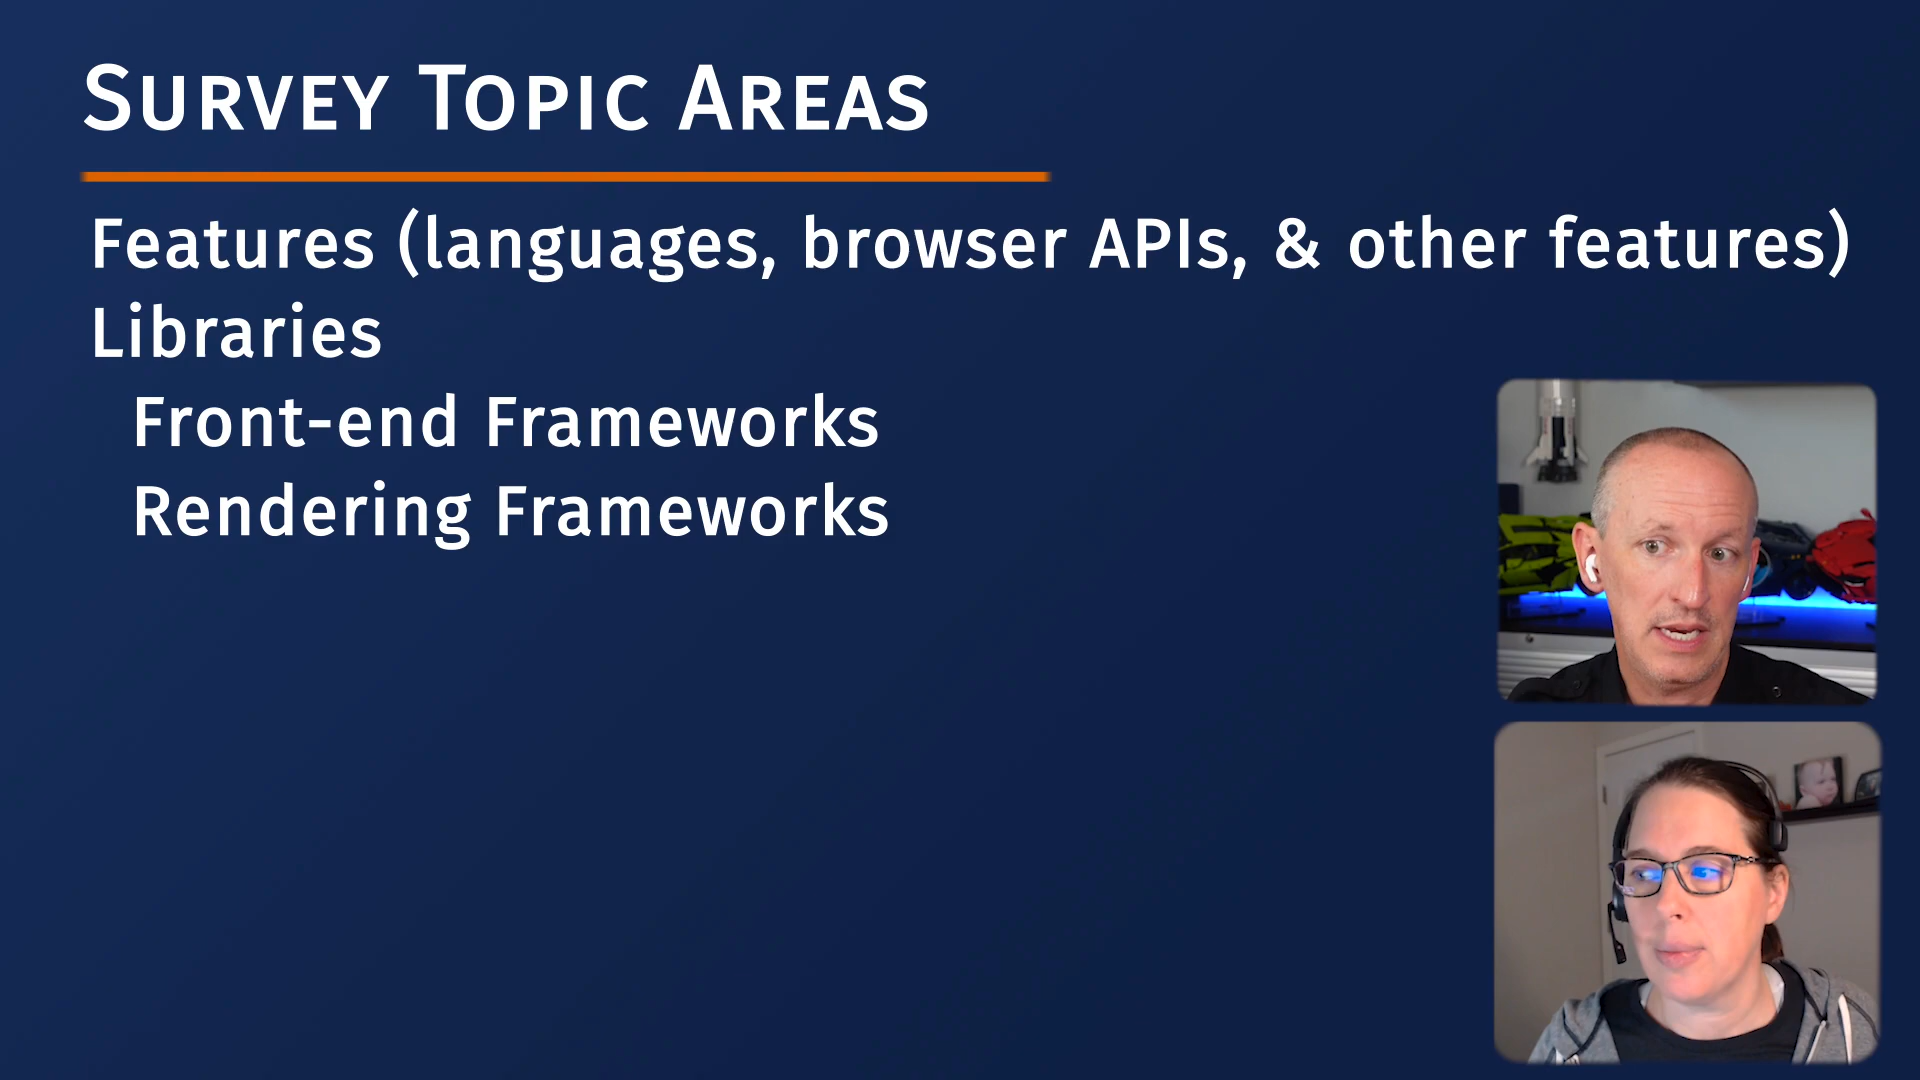 Survey Topic Areas
Features (languages, browser APIs, & other features)
Libraries
Front-end Frameworks
Rendering Frameworks